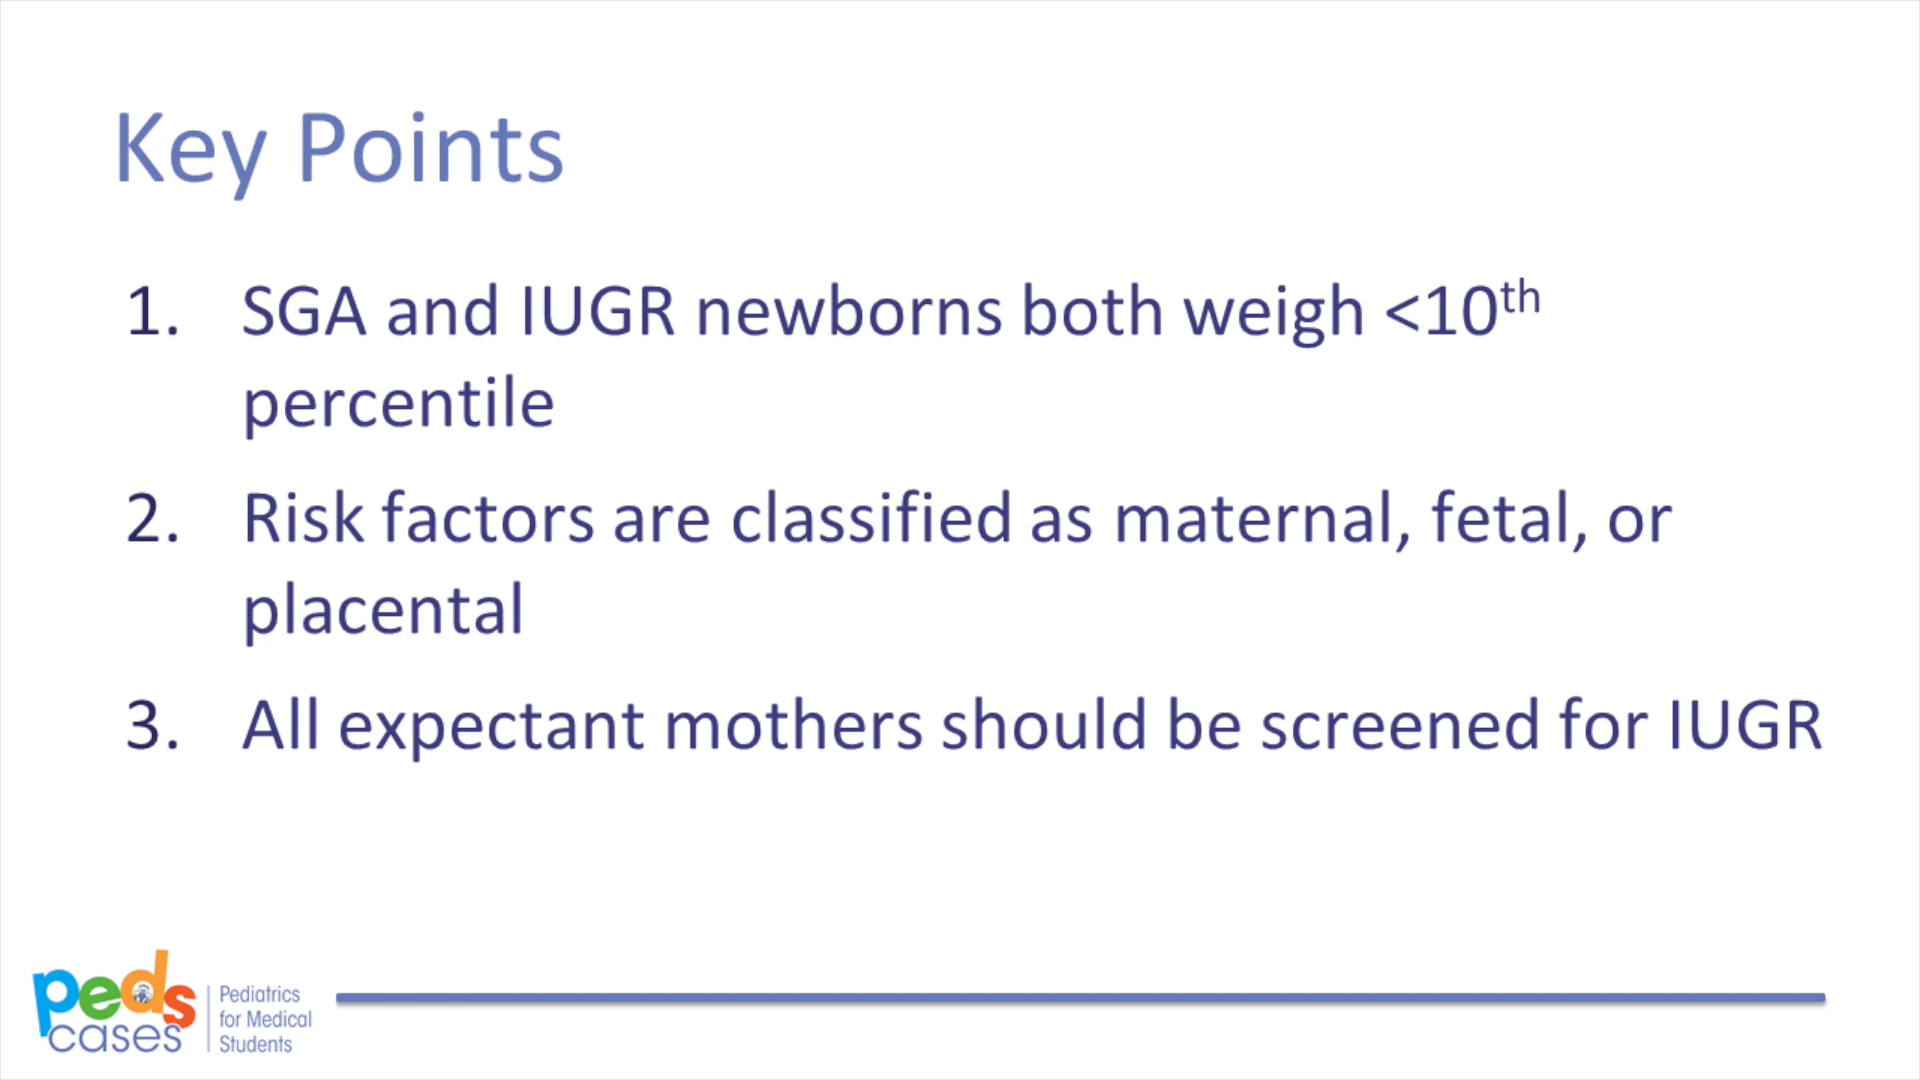 Key Points
1. SGA and IUGR newborns both weigh <10th
percentile
2. Risk factors are classified as maternal, fetal, or
placental
3. All expectant mothers should be screened for IUGR
peds
cases
Pediatrics
for Medical
Students